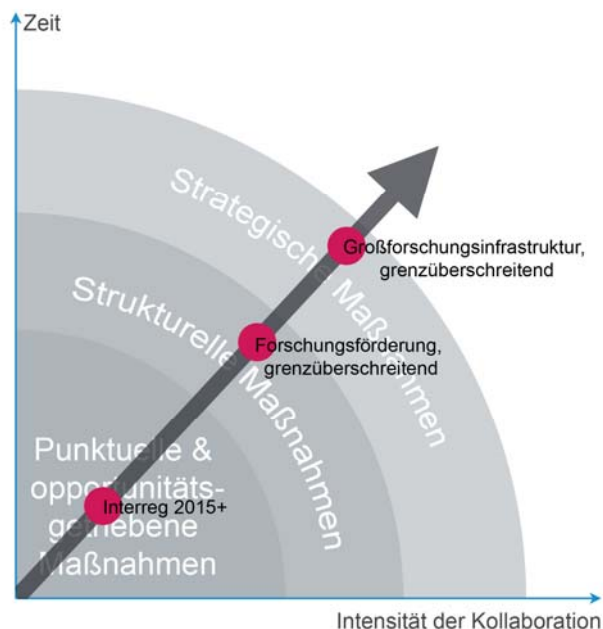 Zeit
Strategische Maßnahmen
Großforschungsinfrastruktur,
grenzüberschreitend
Strukturelle Maßnahmen
Forschungsförderung,
grenzüberschreitend
Punktuelle &
opportunitäts-
getriebene
Maßnahmen
Interreg 2015+
Intensität der Kollaboration